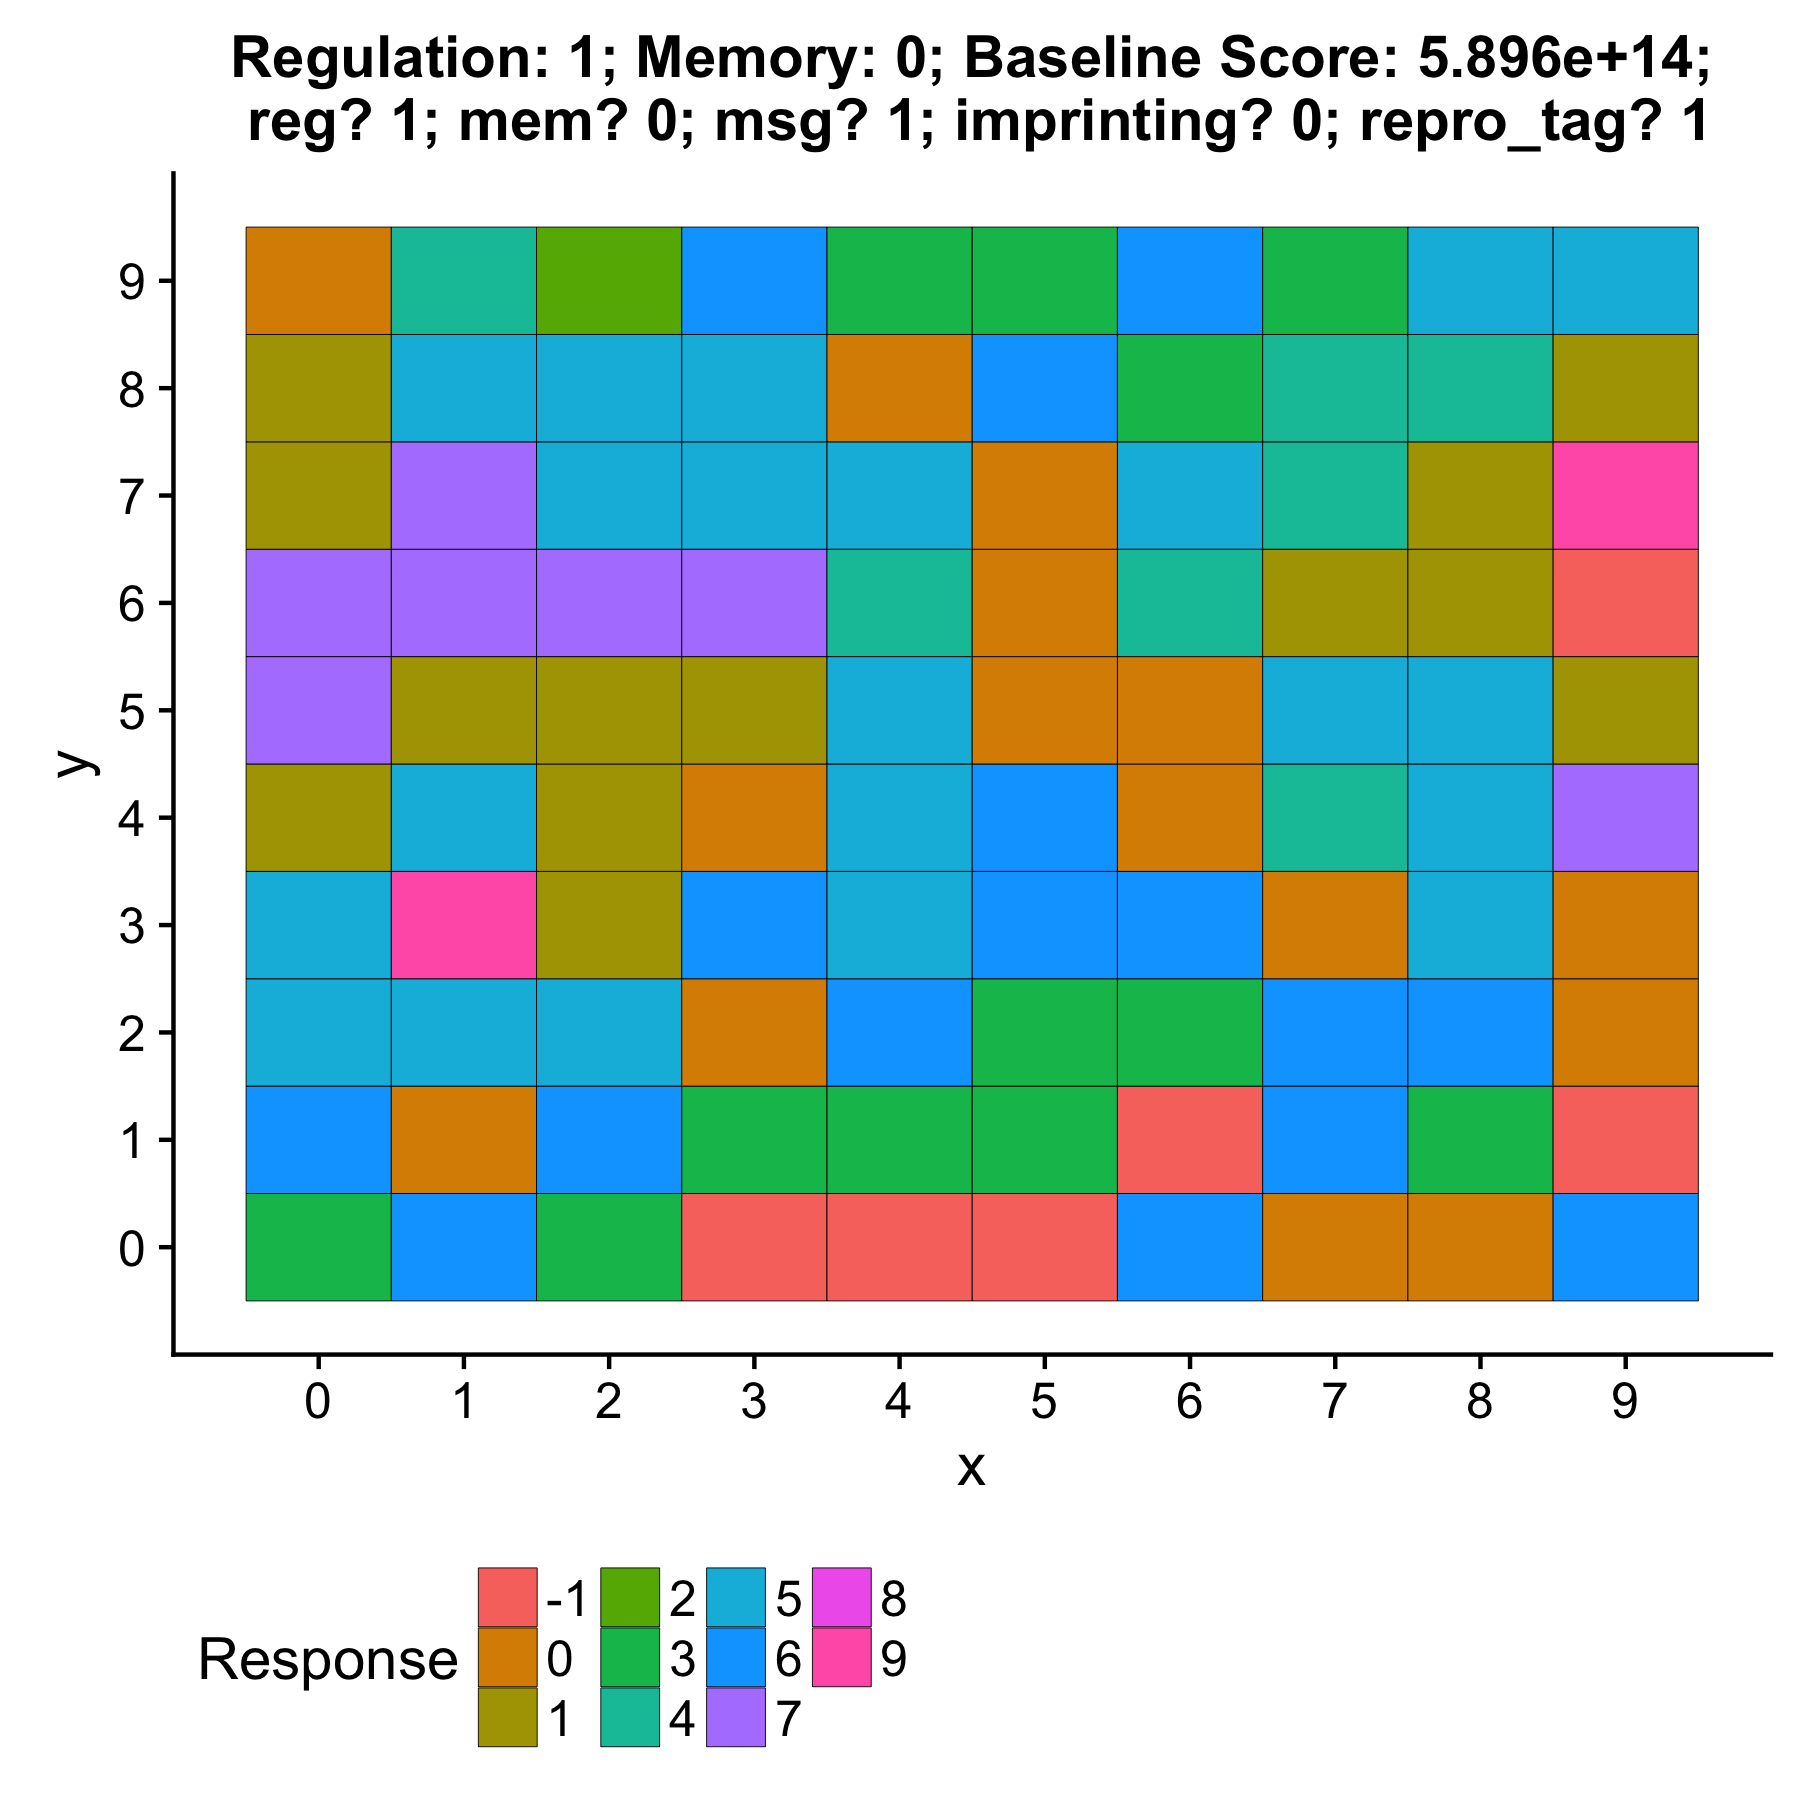 Regulation: 1; Memory: 0; Baseline Score: 5.896e+14;
reg? 1; mem? 0; msg? 1; imprinting? 0; repro_tag? 1
y
9
8
7
6
5
4
3
2
1
0
0 1 2 3 4 5 6 7 8 9
x
Response
-1 2 5 8
0 3 6 9
1 4 7